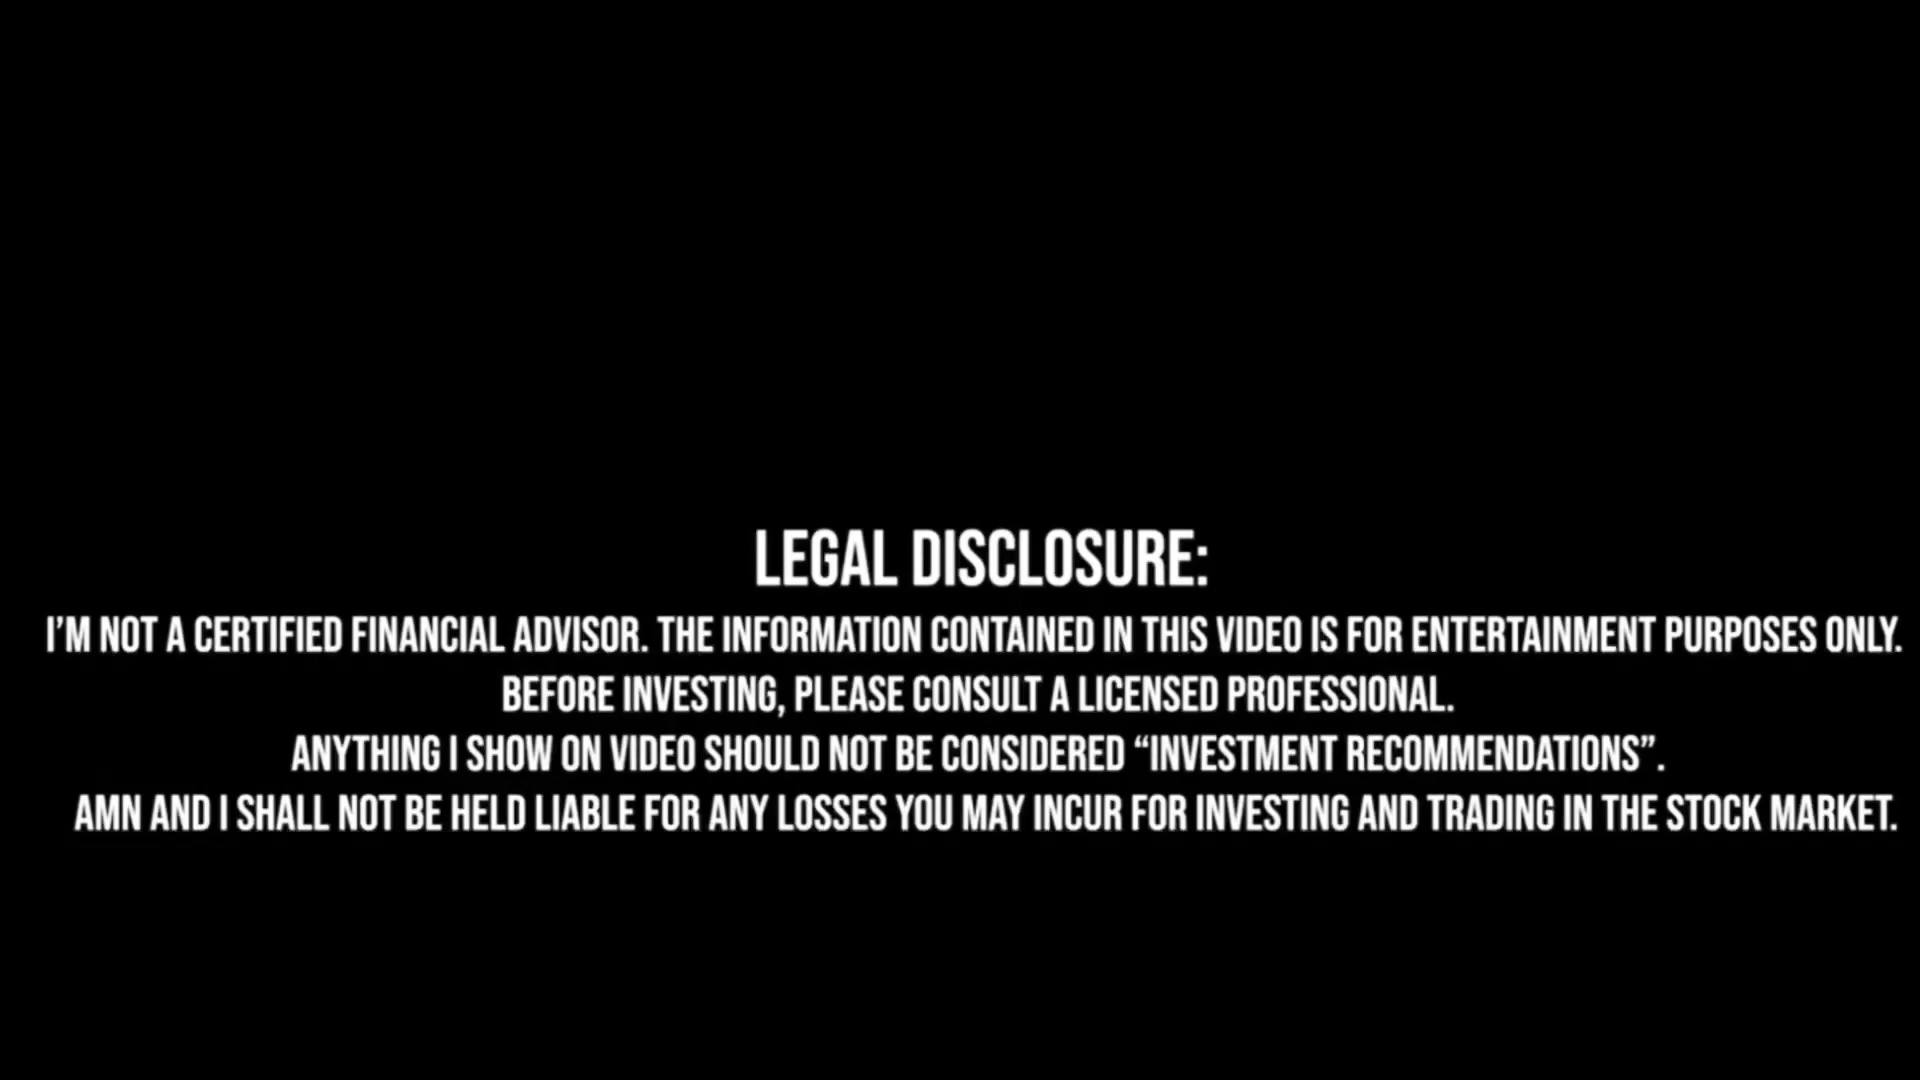 LEGAL DISCLOSURE:
I'M NOT A CERTIFIED FINANCIAL ADVISOR. THE INFORMATION CONTAINED IN THIS VIDEO IS FOR ENTERTAINMENT PURPOSES ONLY.
BEFORE INVESTING, PLEASE CONSULT A LICENSED PROFESSIONAL.
ANYTHING I SHOW ON VIDEO SHOULD NOT BE CONSIDERED “INVESTMENT RECOMMENDATIONS”.
AMN AND I SHALL NOT BE HELD LIABLE FOR ANY LOSSES YOU MAY INCUR FOR INVESTING AND TRADING IN THE STOCK MARKET.